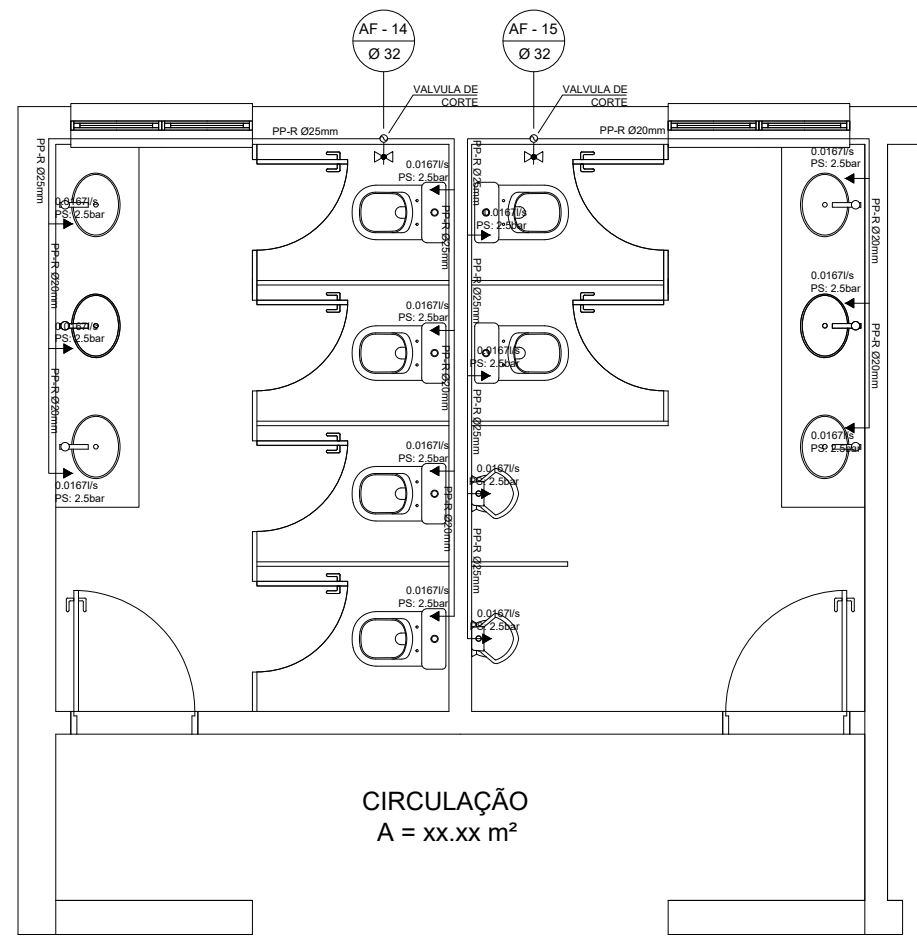 AF - 14
Ø 32
AF - 15
Ø 32
VALVULA DE
CORTE
VALVULA DE
CORTE
PP-R Ø25mm
PP-R Ø20mm
PP-R Ø25mm
0.0167l/s
PS: 2.5bar
PP-R Ø20mm
0.0167l/s
PS: 2.5bar
PP-R Ø20mm
0.0167l/s
PS: 2.5bar
0.0167l/s
PS: 2.5bar
PP-R Ø25mm
0.0167l/s
PS: 2.5bar
PP-R Ø20mm
0.0167l/s
PS: 2.5bar
PP-R Ø20mm
0.0167l/s
PS: 2.5bar
PP-R Ø25mm
0.0167l/s
PS: 2.5bar
PP-R Ø25mm
0.0167l/s
PS: 2.5bar
PP-R Ø25mm
0.0167l/s
PS: 2.5bar
PP-R Ø25mm
0.0167l/s
PS: 2.5bar
0.0167l/s
PS: 2.5bar
PP-R Ø20mm
0.0167l/s
PS: 2.5bar
PP-R Ø20mm
0.0167l/s
PS: 2.5bar
CIRCULAÇÃO
A = xx.xx m²